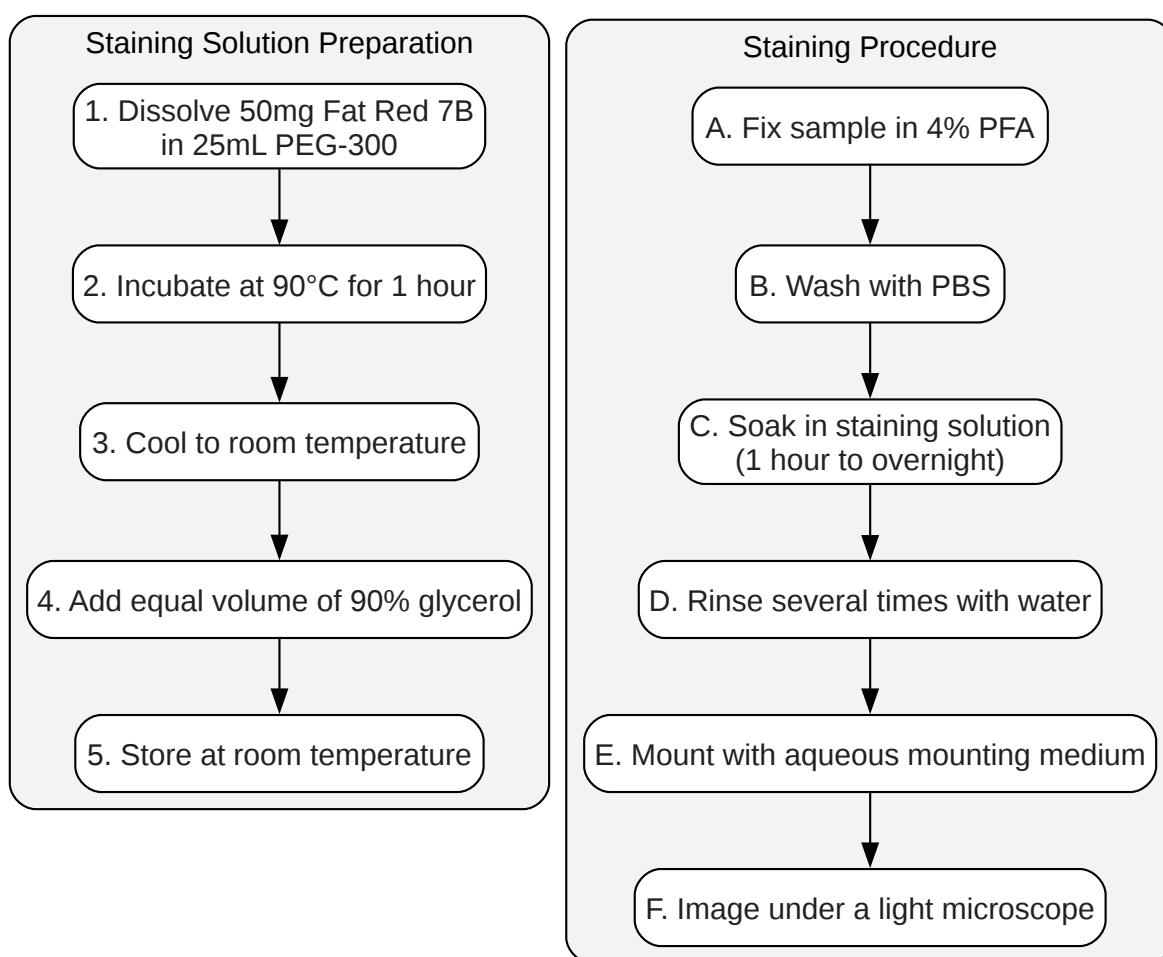 Staining Solution Preparation
1. Dissolve 50mg Fat Red 7B
in 25mL PEG-300
2. Incubate at 90°C for 1 hour
3. Cool to room temperature
4. Add equal volume of 90% glycerol
5. Store at room temperature
Staining Procedure
A. Fix sample in 4% PFA
B. Wash with PBS
C. Soak in staining solution
(1 hour to overnight)
D. Rinse several times with water
E. Mount with aqueous mounting medium
F. Image under a light microscope